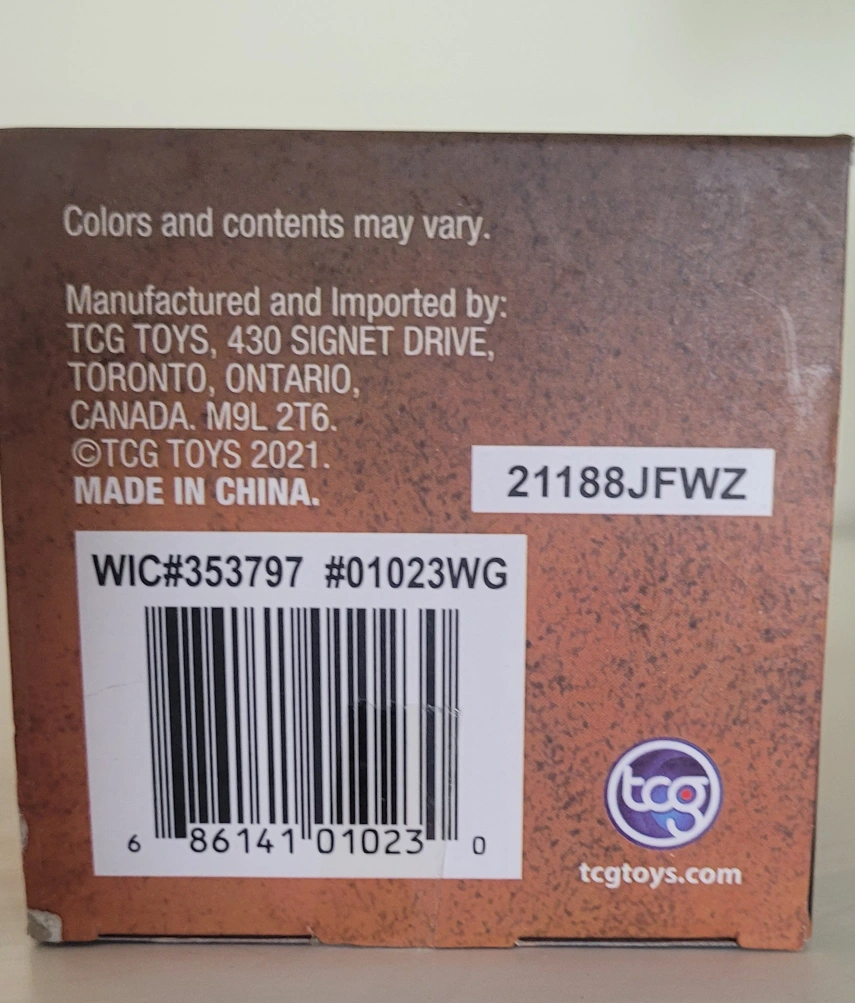 Colors and contents may vary.
Manufactured and Imported by:
TCG TOYS, 430 SIGNET DRIVE,
TORONTO, ONTARIO,
CANADA. M9L 2T6.
©TCG TOYS 2021.
MADE IN CHINA.
21188JFWZ
WIC#353797 #01023WG
6 86141 01023 0
tcg
tcgtoys.com